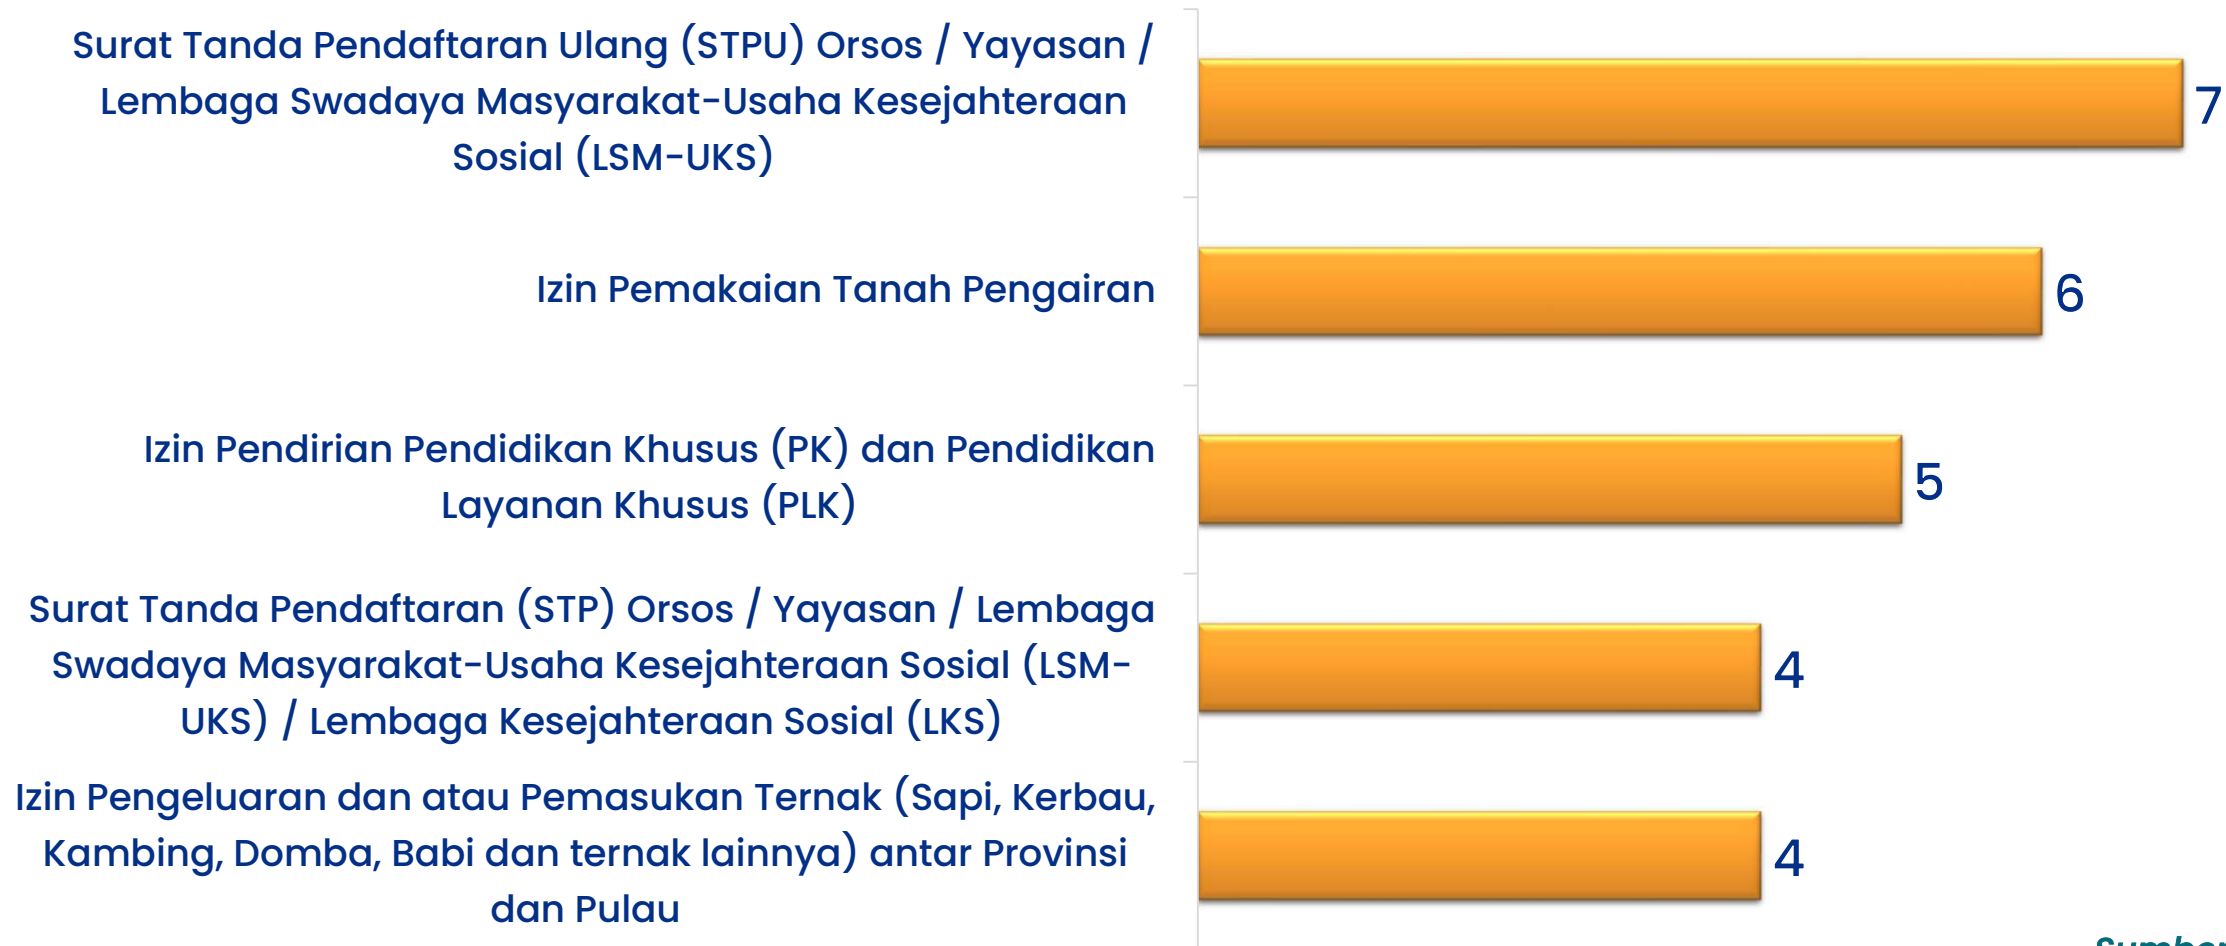 Surat Tanda Pendaftaran Ulang (STPU) Orsos / Yayasan /
Lembaga Swadaya Masyarakat-Usaha Kesejahteraan
Sosial (LSM-UKS)
7
Izin Pemakaian Tanah Pengairan
6
Izin Pendirian Pendidikan Khusus (PK) dan Pendidikan
Layanan Khusus (PLK)
5
Surat Tanda Pendaftaran (STP) Orsos / Yayasan / Lembaga
Swadaya Masyarakat-Usaha Kesejahteraan Sosial (LSM-
UKS) / Lembaga Kesejahteraan Sosial (LKS)
4
Izin Pengeluaran dan atau Pemasukan Ternak (Sapi, Kerbau,
Kambing, Domba, Babi dan ternak lainnya) antar Provinsi
dan Pulau
4